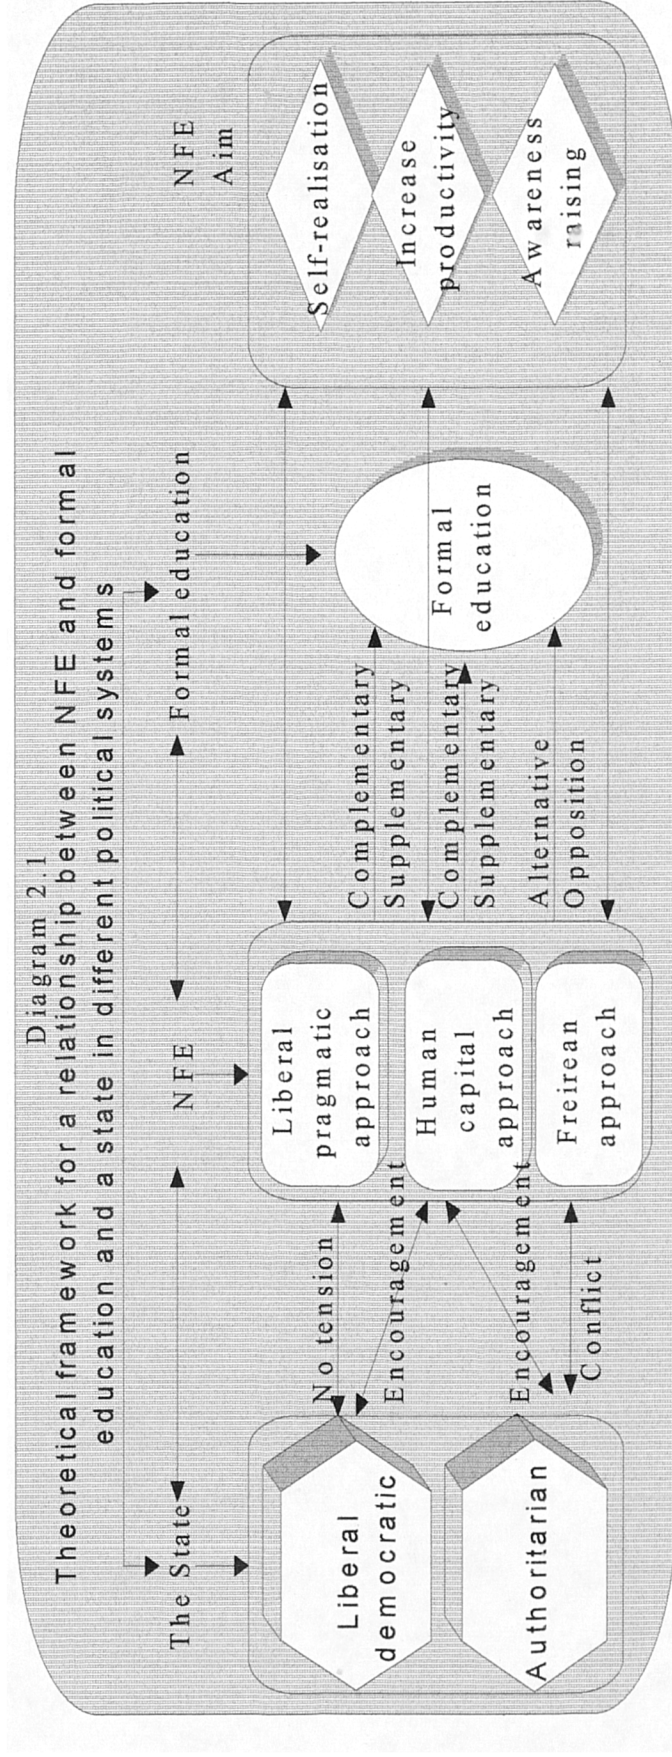 Diagram 2.1
Theoretical framework for a relationship between NFE and formal
education and a state in different political systems
The State
NFE
Formal education
NFE
Aim
Liberal
democratic
Authoritarian
No tension
Encouragement
Encouragement
Conflict
Liberal
pragmatic
approach
Human
capital
approach
Freirean
approach
Complementary
Supplementary
Complementary
Supplementary
Alternative
Opposition
Formal
education
Self-realisation
Increase
productivity
Awareness
raising